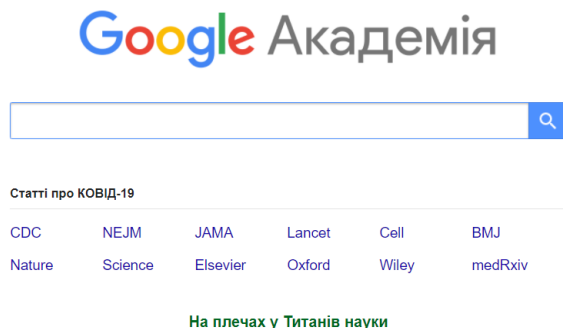 Google Академія
Статті про КОВІД-19
CDC NEJM JAMA Lancet Cell BMJ
Nature Science Elsevier Oxford Wiley medRxiv
На плечах у Титанів науки